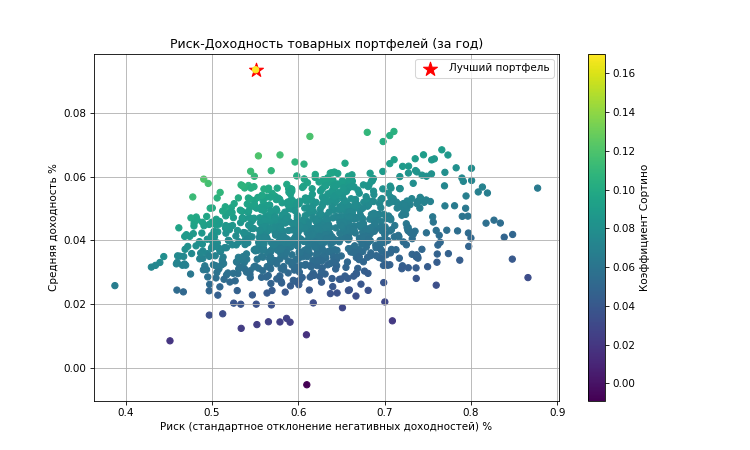 Риск-Доходность товарных портфелей (за год)
Лучший портфель
Средняя доходность %
0.08
0.06
0.04
0.02
0.00
0.4 0.5 0.6 0.7 0.8 0.9
Риск (стандартное отклонение негативных доходностей) %
0.16
0.14
0.12
0.10
0.08
0.06
0.04
0.02
0.00
Коэффициент Сортино